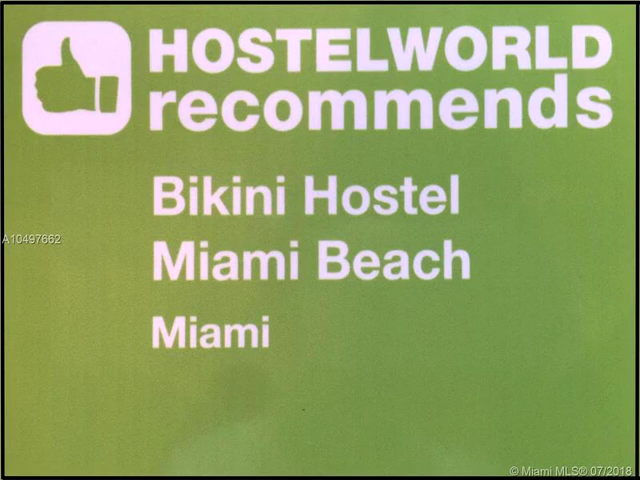 HOSTELWORLD
recommends
Bikini Hostel
Miami Beach
Miami
A10497662
© Miami MLS® 07/2018